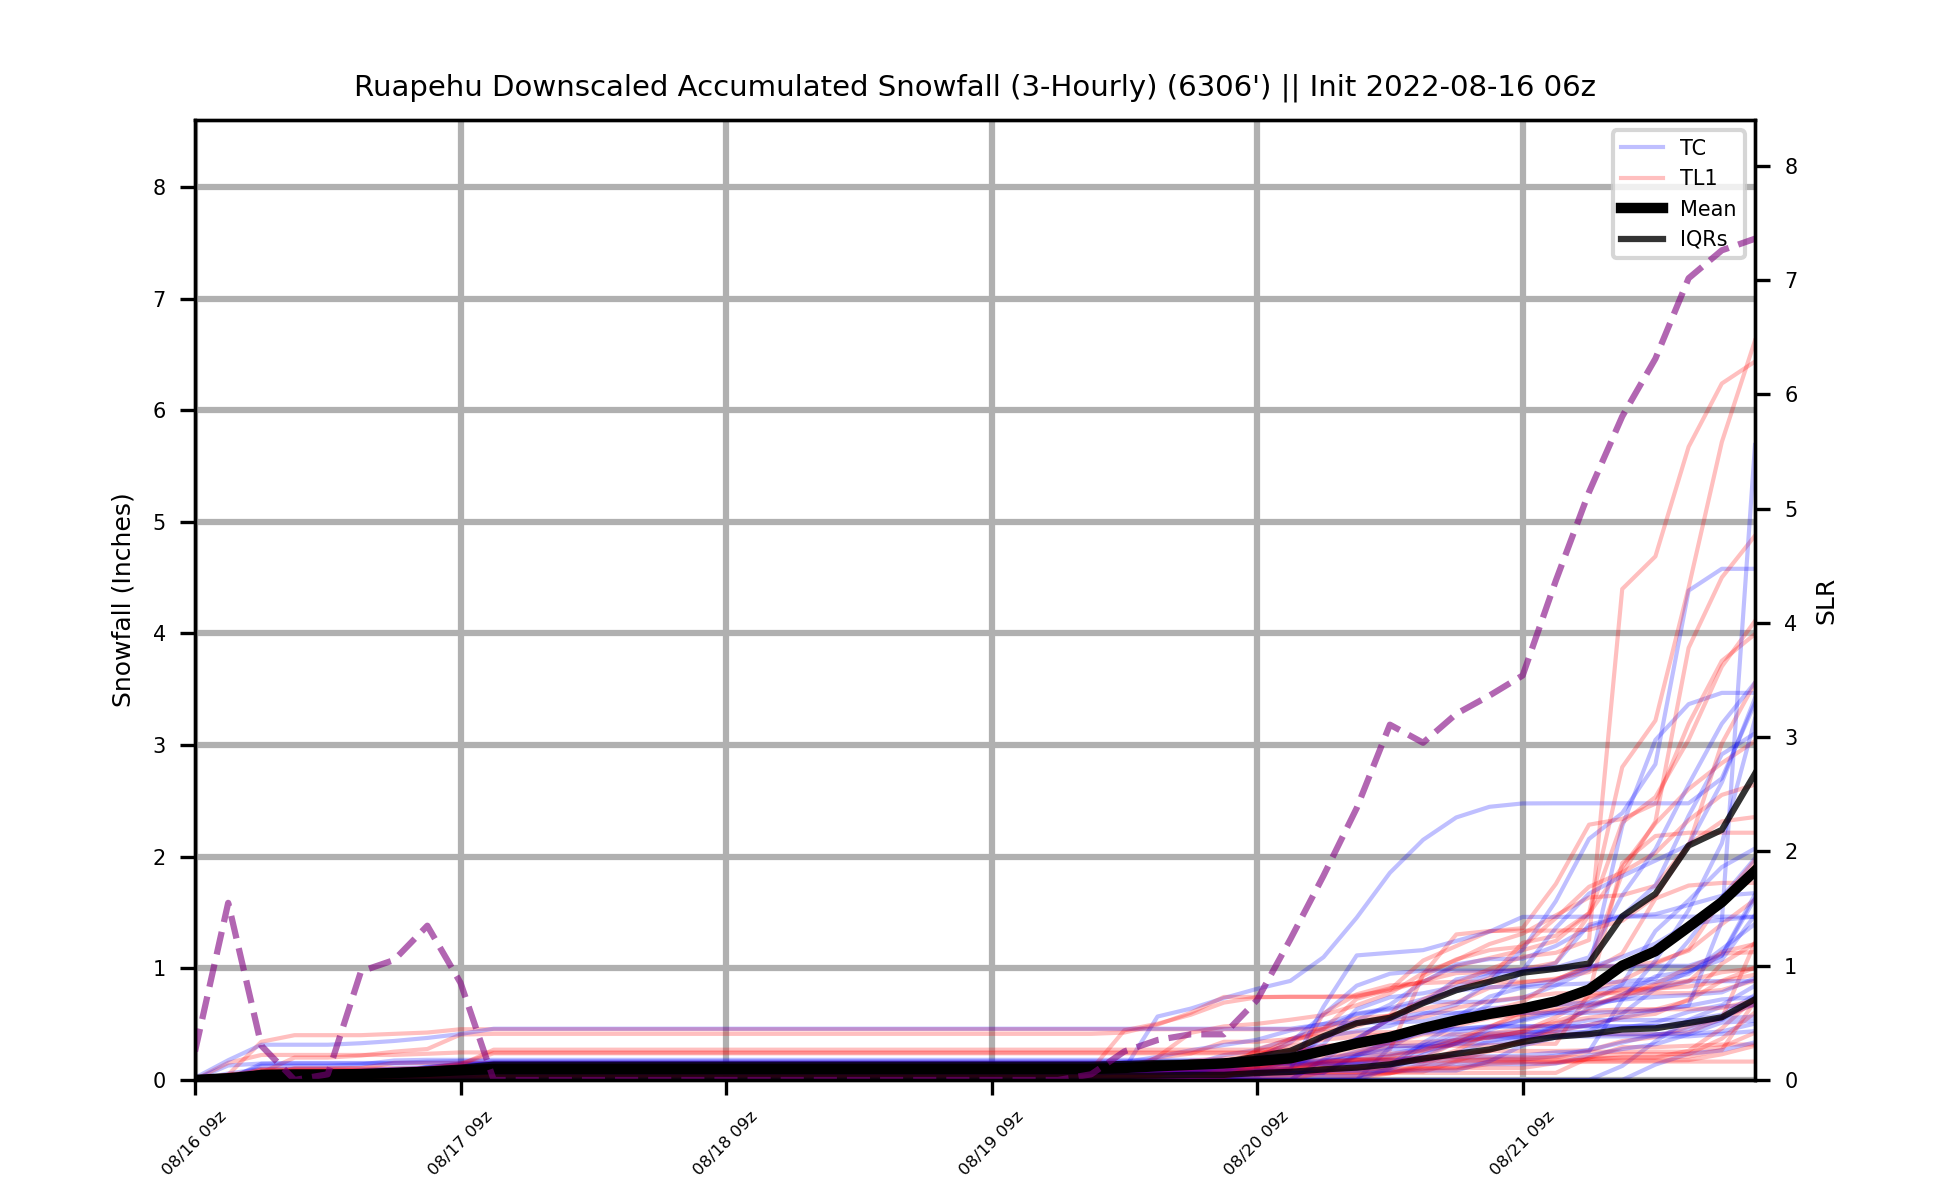 Ruapehu Downscaled Accumulated Snowfall (3-Hourly) (6306') || Init 2022-08-16 06z
TC
TL1
Mean
IQRs
Snowfall (Inches)
8
7
6
5
4
3
2
1
0
SLR
8
7
6
5
4
3
2
1
0
08/16 09z
08/17 09z
08/18 09z
08/19 09z
08/20 09z
08/21 09z